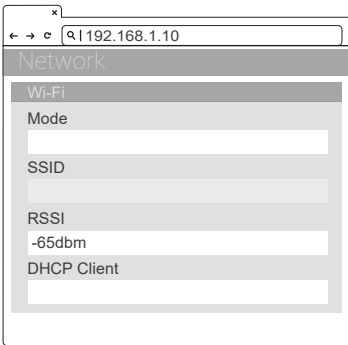 192.168.1.10
Network
Wi-Fi
Mode
SSID
RSSI
-65dbm
DHCP Client